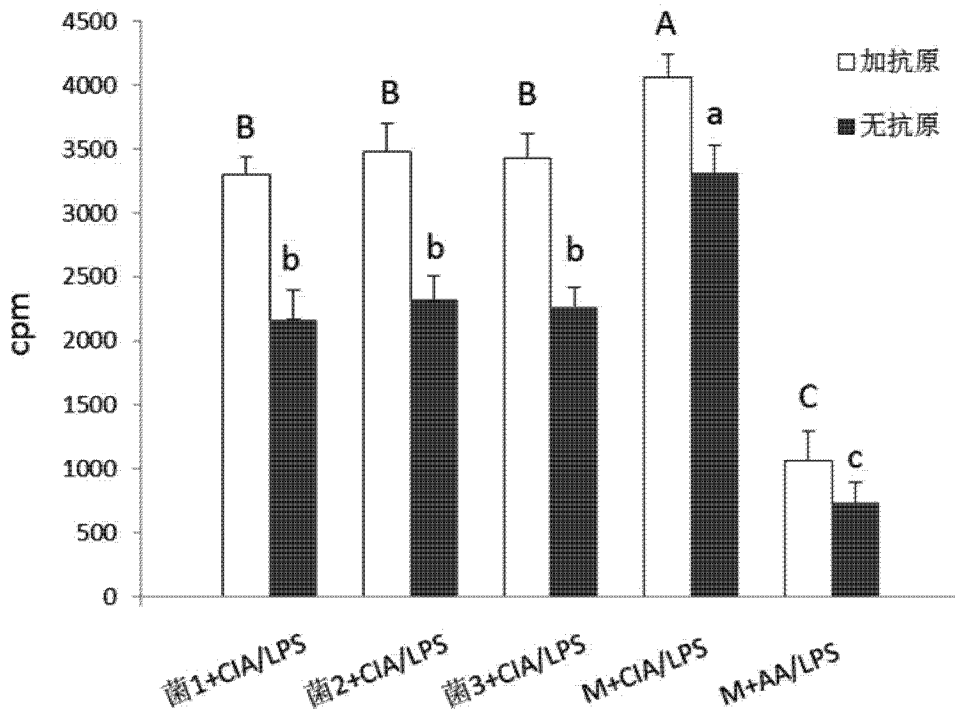 4500
4000
3500
3000
2500
2000
1500
1000
500
0
cpm
B
b
B
b
B
b
A
a
C
c
加抗原
无抗原
菌1+CIA/LPS
菌2+CIA/LPS
菌3+CIA/LPS
M+CIA/LPS
M+AA/LPS